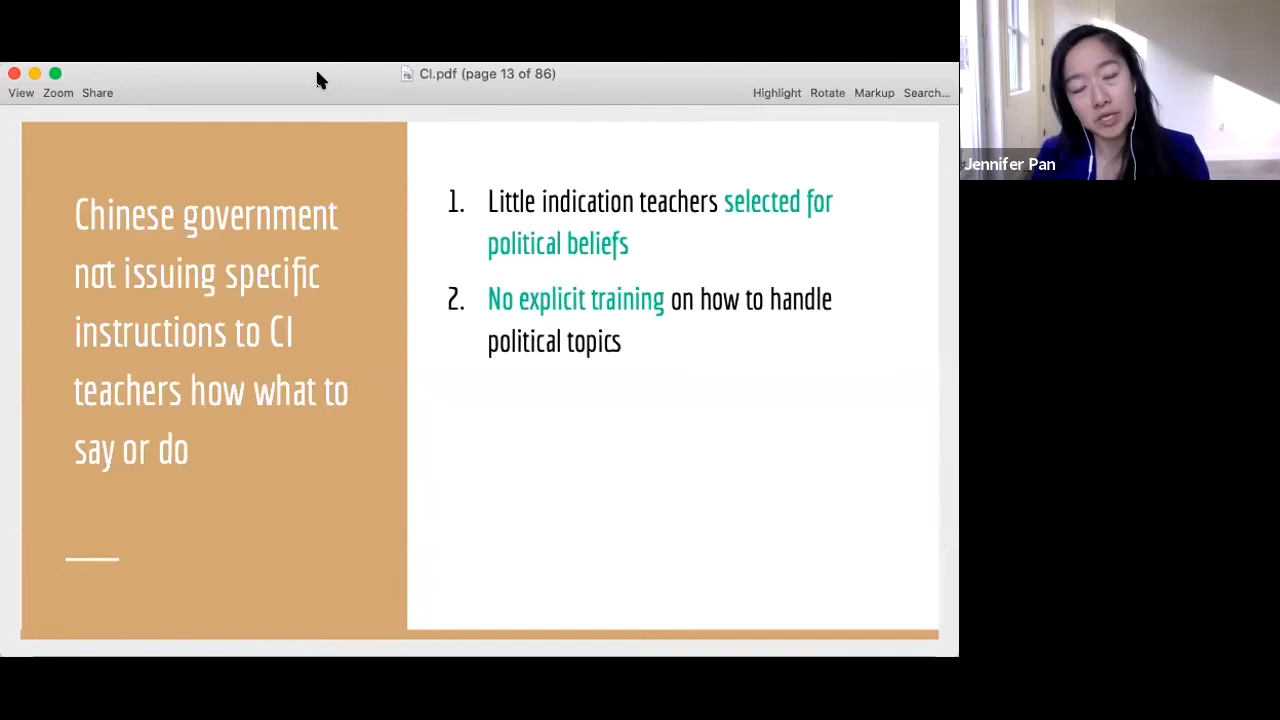 CI.pdf (page 13 of 86)
View Zoom Share
Highlight Rotate Markup Search...
Jennifer Pan
Chinese government
not issuing specific
instructions to CI
teachers how what to
say or do
1. Little indication teachers selected for
political beliefs
2. No explicit training on how to handle
political topics